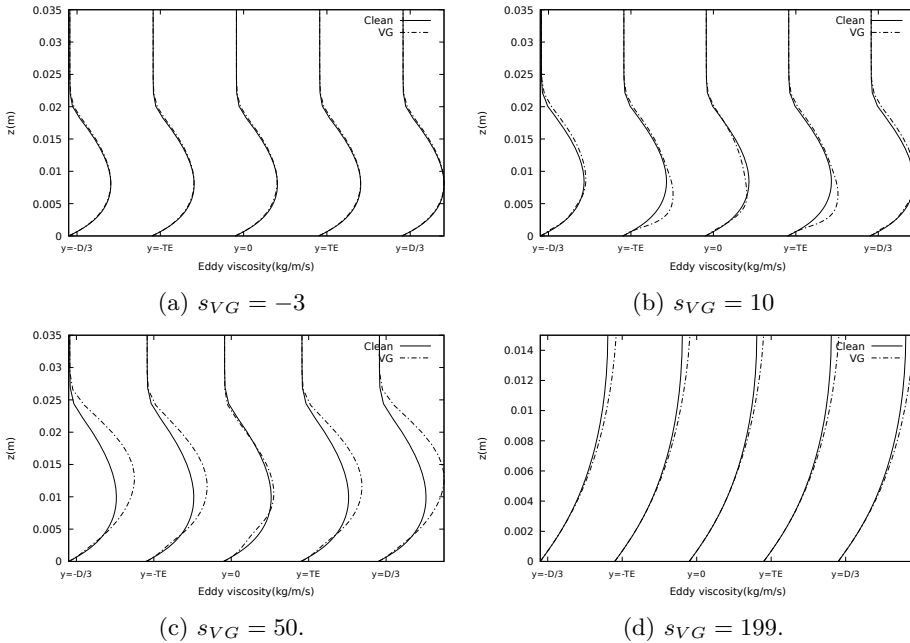 0.035
0.03
0.025
0.02
0.015
0.01
0.005
0
z(m)
Clean
VG
y=-D/3 y=-TE y=0 y=TE y=D/3
Eddy viscosity(kg/m/s)
(a) sVG = −3
0.035
0.03
0.025
0.02
0.015
0.01
0.005
0
z(m)
Clean
VG
y=-D/3 y=-TE y=0 y=TE y=D/3
Eddy viscosity(kg/m/s)
(b) sVG = 10
0.035
0.03
0.025
0.02
0.015
0.01
0.005
0
z(m)
Clean
VG
y=-D/3 y=-TE y=0 y=TE y=D/3
Eddy viscosity(kg/m/s)
(c) sVG = 50.
0.014
0.012
0.01
0.008
0.006
0.004
0.002
0
z(m)
Clean
VG
y=-D/3 y=-TE y=0 y=TE y=D/3
Eddy viscosity(kg/m/s)
(d) sVG = 199.